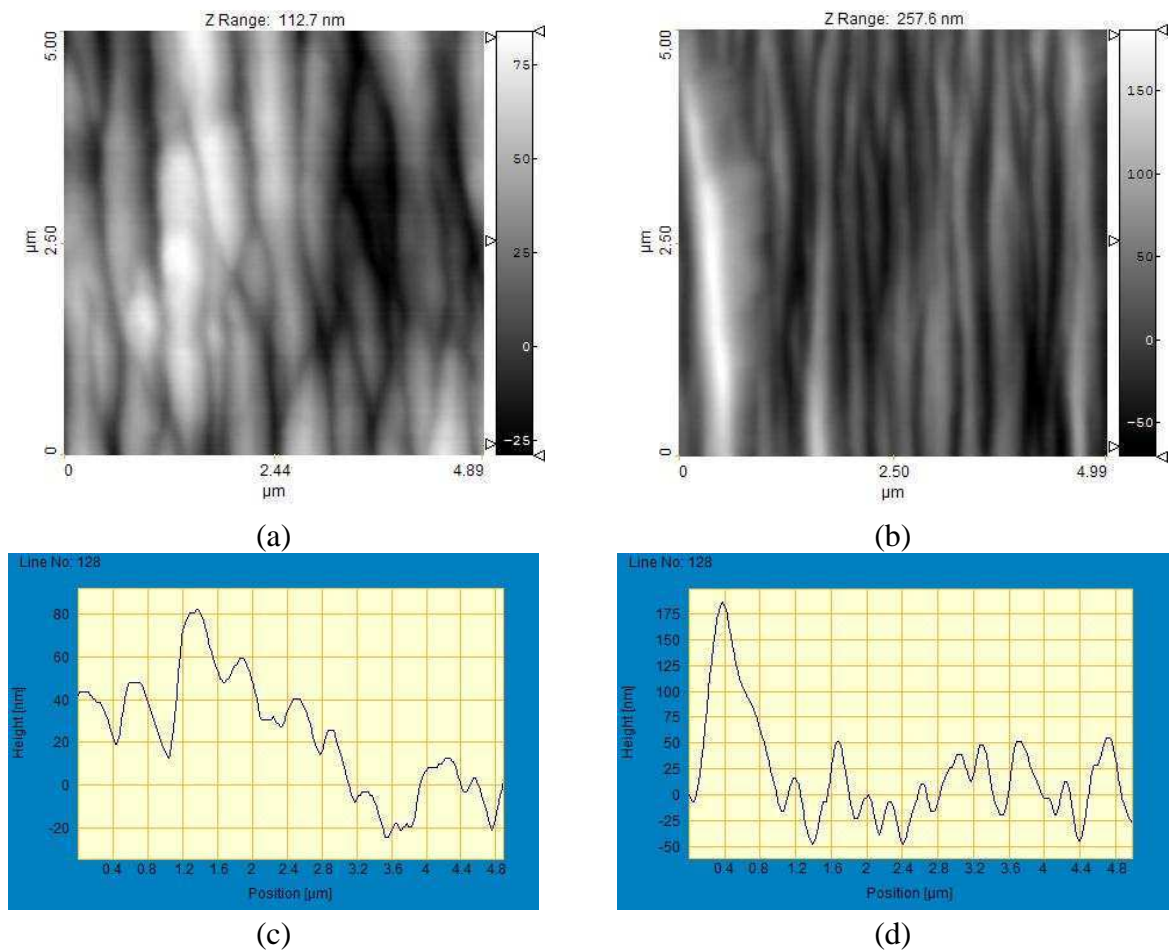 Z Range: 112.7 nm
5.00
2.50
0
µm
75
50
25
0
-25
0
2.44
4.89
µm
(a)
Z Range: 257.6 nm
5.00
2.50
0
µm
150
100
50
0
-50
0
2.50
4.99
µm
(b)
Line No: 128
80
60
40
20
0
-20
Height [nm]
0.4 0.8 1.2 1.6 2 2.4 2.8 3.2 3.6 4 4.4 4.8
Position [µm]
(c)
Line No: 128
175
150
125
100
75
50
25
0
-25
-50
Height [nm]
0.4 0.8 1.2 1.6 2 2.4 2.8 3.2 3.6 4 4.4 4.8
Position [µm]
(d)